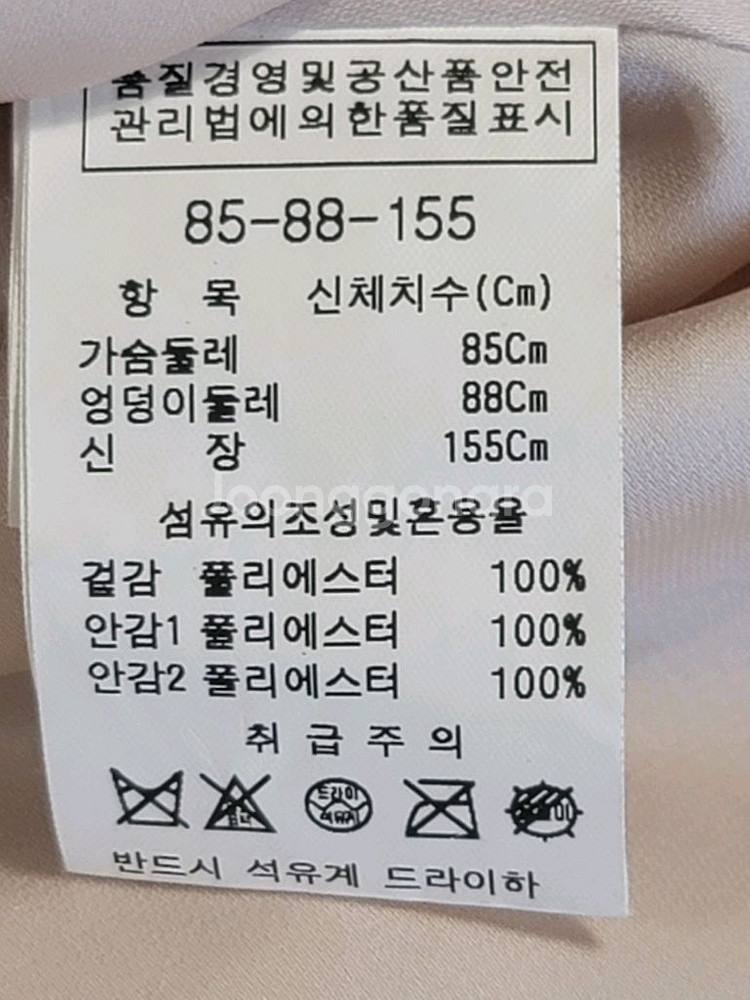 품질경영및공산품안전
관리법에의한품질표시
85-88-155
항 목 신체치수(Cm)
가슴둘레 85Cm
엉덩이둘레 88Cm
신 장 155Cm
joonggonara
섬유의조성및혼용율
겉감 폴리에스터 100%
안감1 폴리에스터 100%
안감2 폴리에스터 100%
취급주의
드라이
석유계
반드시 석유계 드라이하